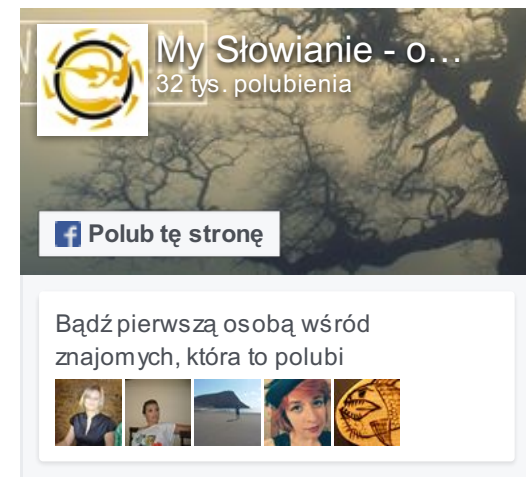 My Słowianie - o...
32 tys. polubienia
Polub tę stronę
Bądź pierwszą osobą wśród
znajomych, która to polubi